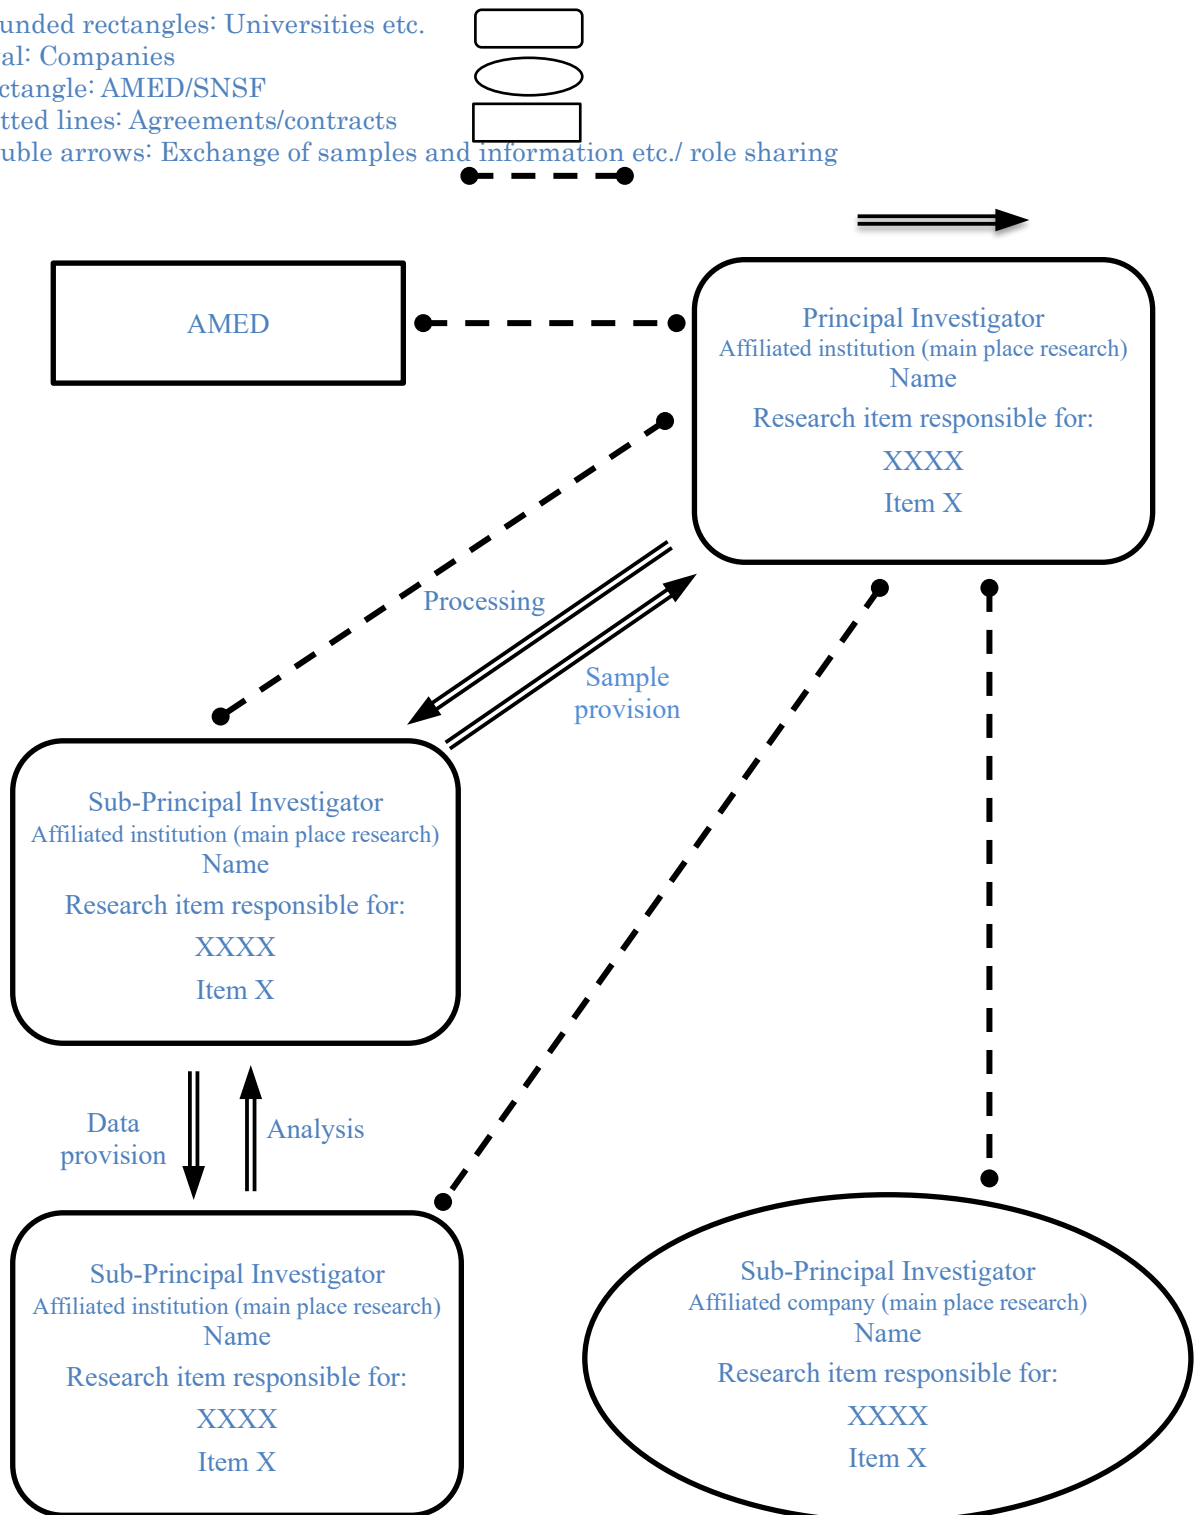 unded rectangles: Universities etc.
al: Companies
ctangle: AMED/SNSF
tted lines: Agreements/contracts
uble arrows: Exchange of samples and information etc./ role sharing
AMED
Principal Investigator
Affiliated institution (main place research)
Name
Research item responsible for:
XXXX
Item X
Processing
Sample
provision
Sub-Principal Investigator
Affiliated institution (main place research)
Name
Research item responsible for:
XXXX
Item X
Data
provision
Analysis
Sub-Principal Investigator
Affiliated institution (main place research)
Name
Research item responsible for:
XXXX
Item X
Sub-Principal Investigator
Affiliated company (main place research)
Name
Research item responsible for:
XXXX
Item X